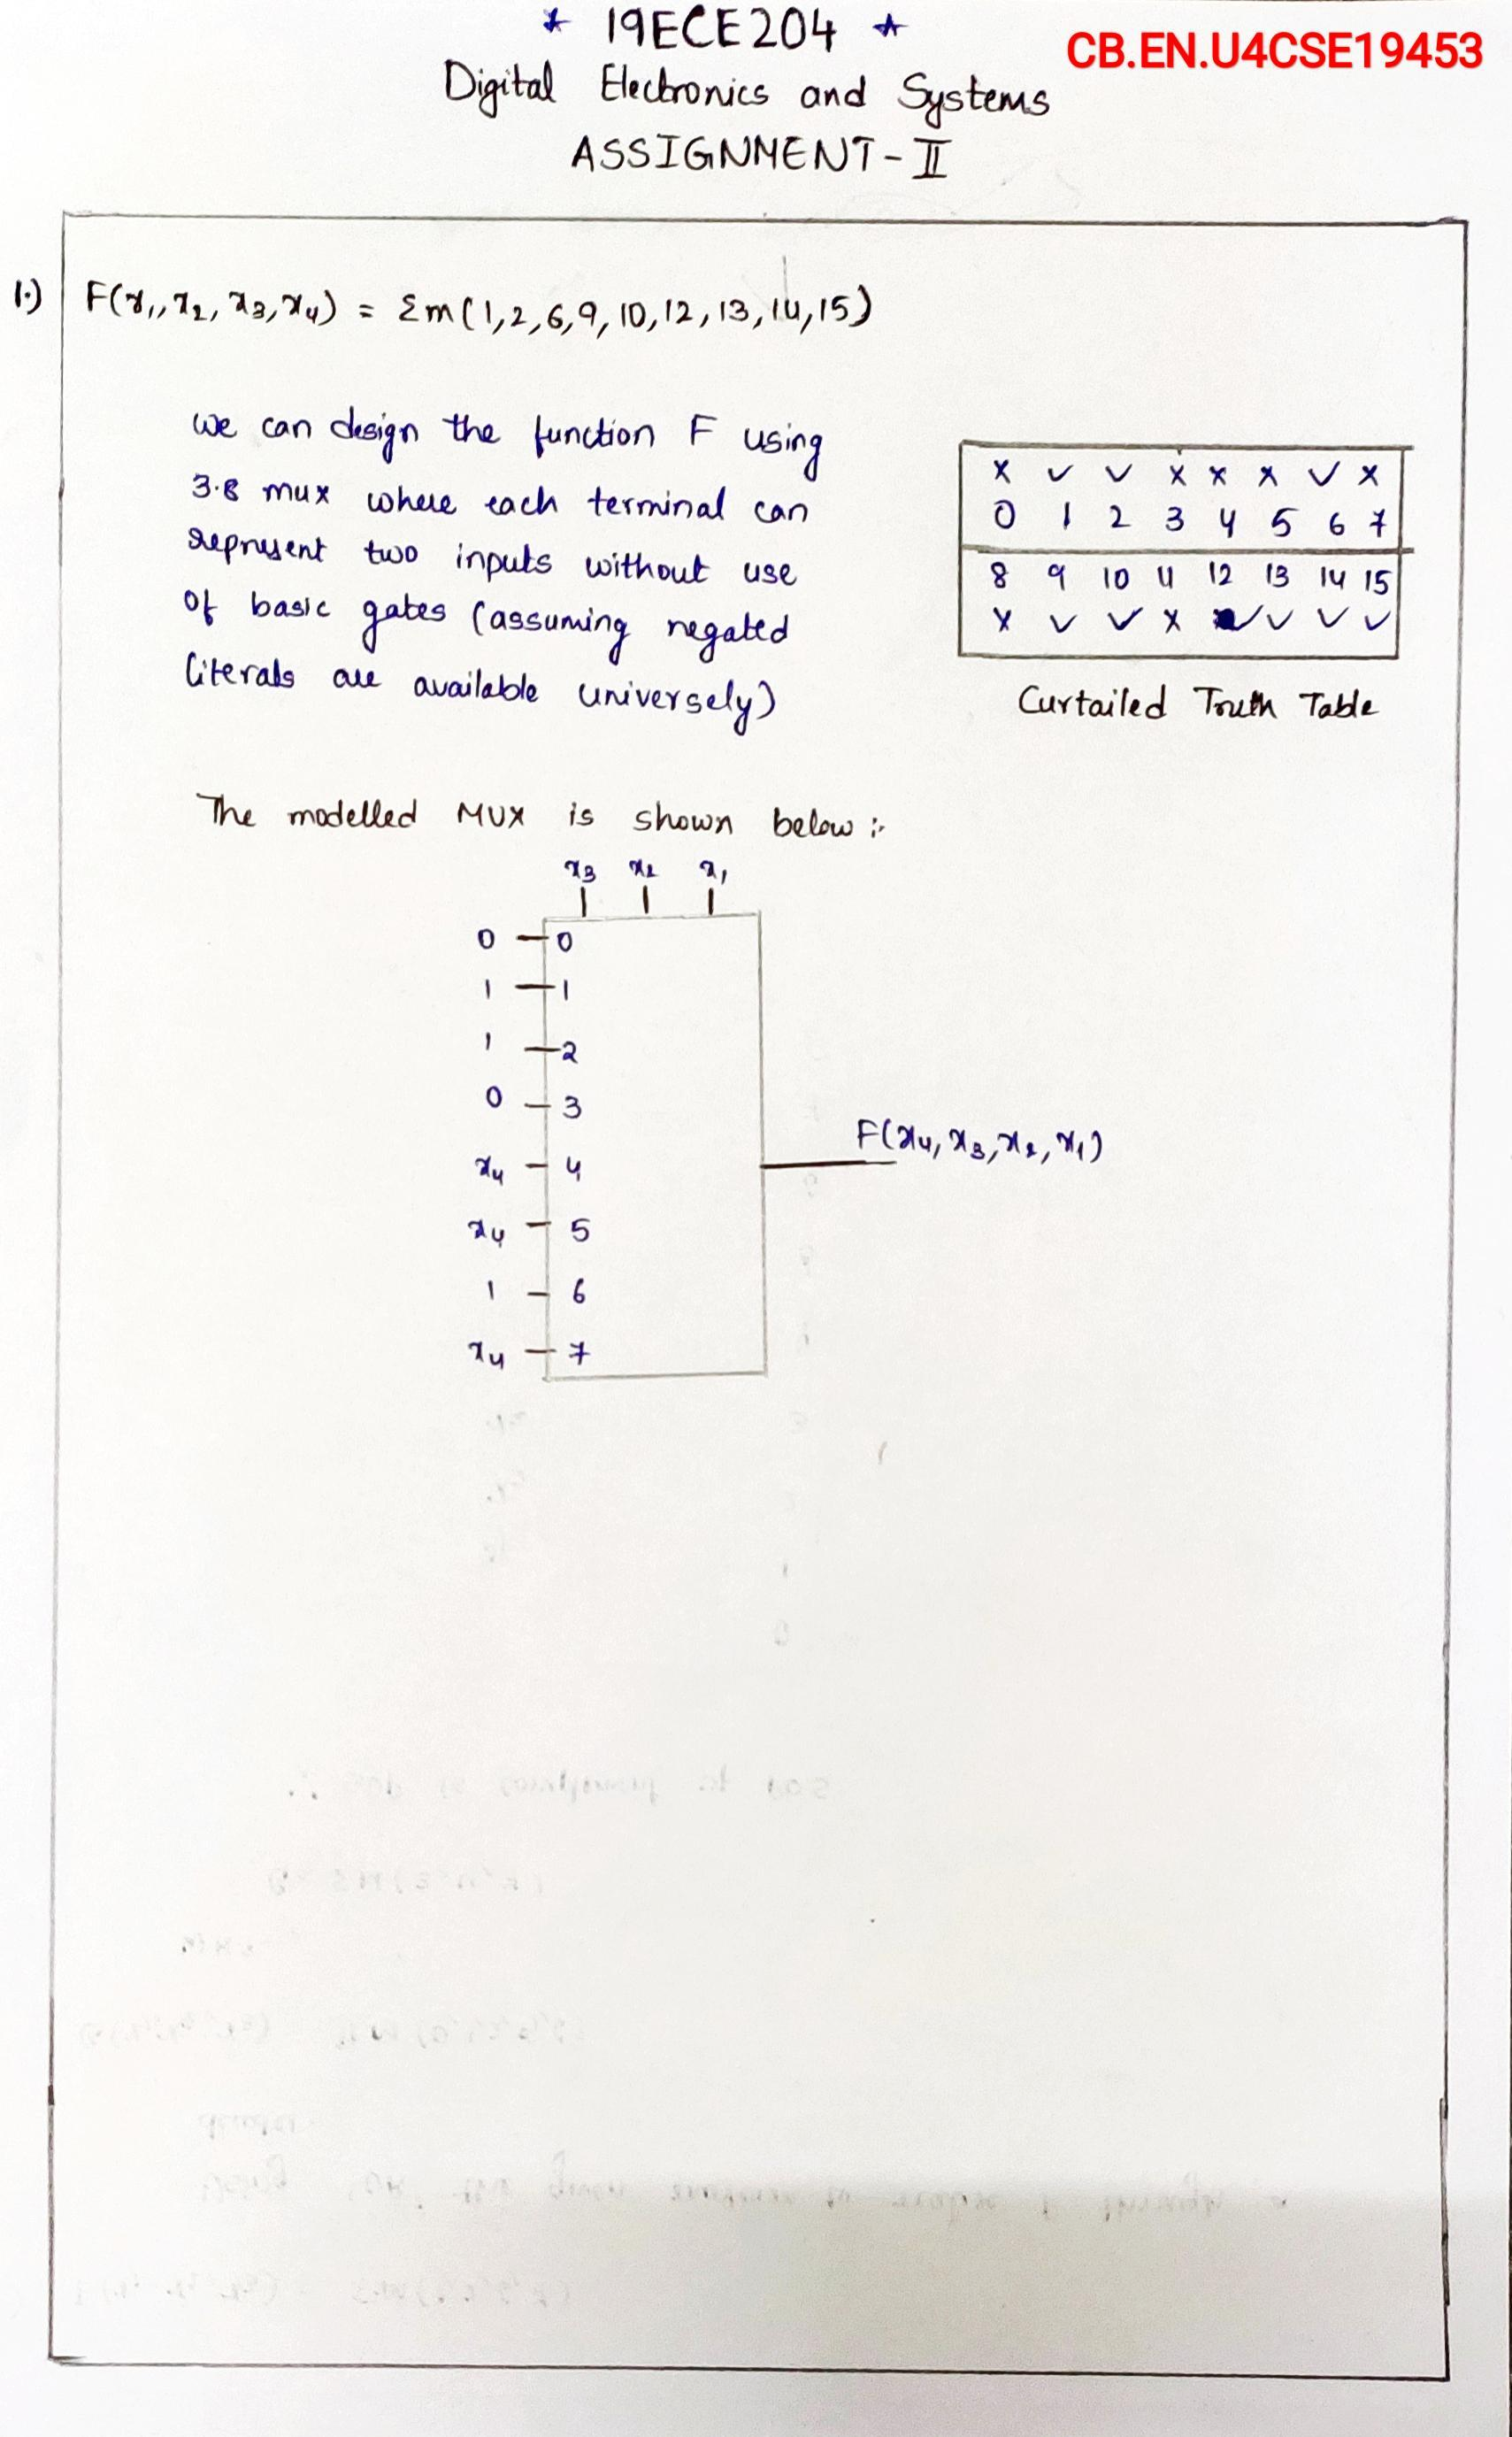 * 19ECE204 *
CB.EN.U4CSE19453
Digital Electronics and Systems
ASSIGNMENT - II
1.) F(x₁, x₂, x₃, x₄) = Σm(1,2,6,9,10,12,13,14,15)
we can design the function F using
3.8 mux where each terminal can
represent two inputs without use
of basic gates (assuming negated
literals are available universely)
x ✓ ✓ x x x ✓ x
0 1 2 3 4 5 6 7
8 9 10 11 12 13 14 15
x ✓ ✓ x ✓ ✓ ✓ ✓
Curtailed Truth Table
The modelled MUX is shown below :-
x₃ x₂ x₁
0 0
1 1
1 2
0 3
x₄ 4
F(x₄, x₃, x₂, x₁)
x₄ 5
1 6
x₄ 7